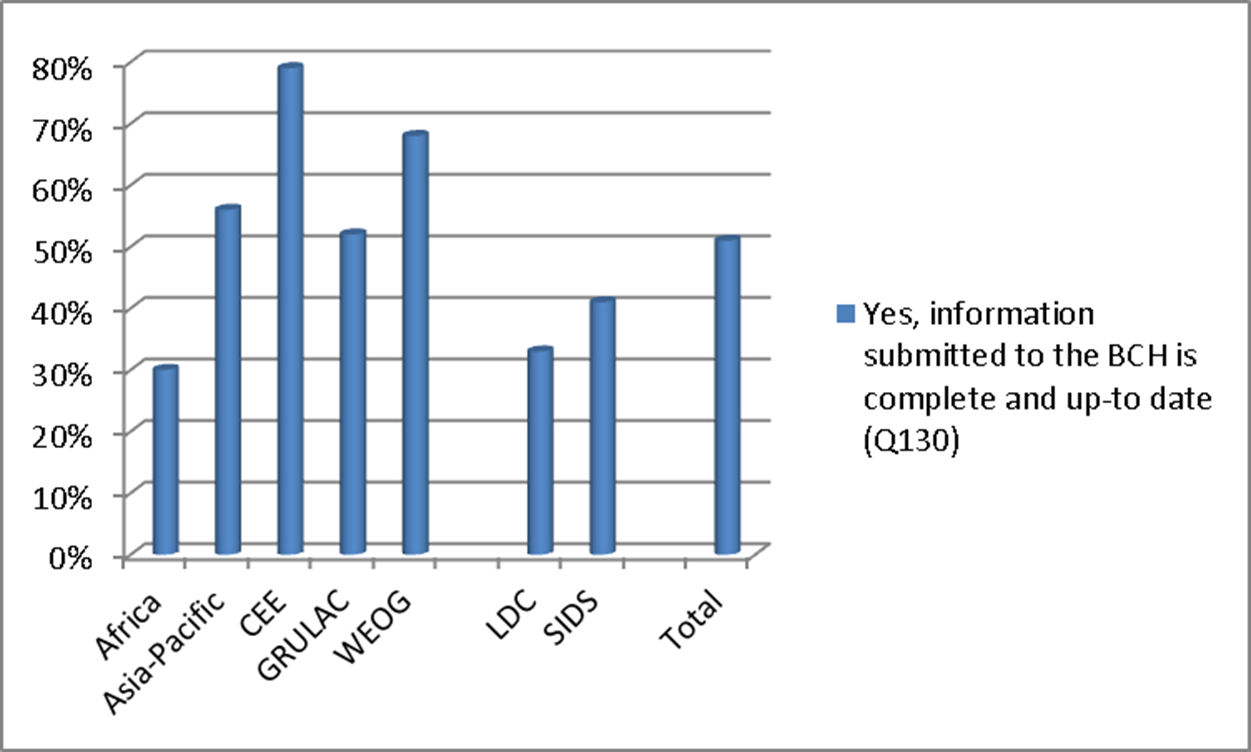 80%
70%
60%
50%
40%
30%
20%
10%
0%
Africa
Asia-Pacific
CEE
GRULAC
WEOG
LDC
SIDS
Total
Yes, information
submitted to the BCH is
complete and up-to date
(Q130)